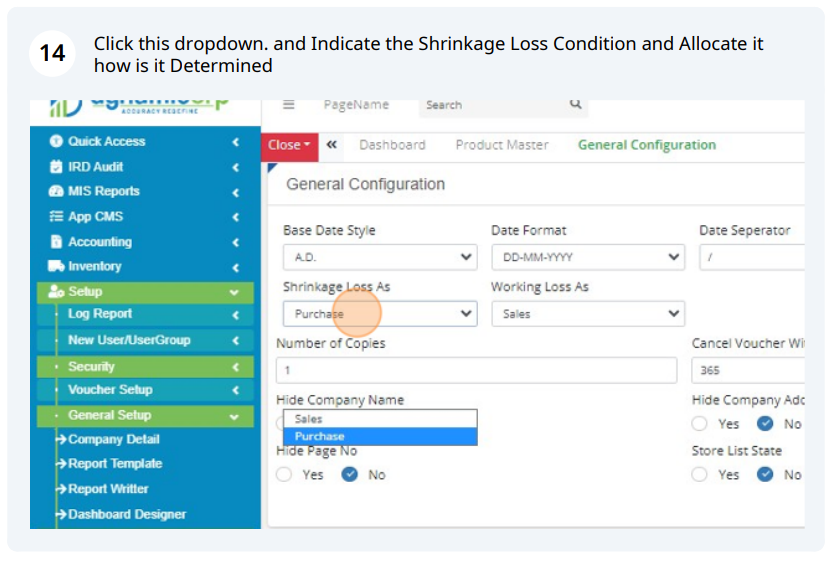 14
Click this dropdown. and Indicate the Shrinkage Loss Condition and Allocate it
how is it Determined
ACCURACY REDEFINE
PageName
Search
Quick Access
IRD Audit
MIS Reports
App CMS
Accounting
Inventory
Setup
Log Report
New User/UserGroup
Security
Voucher Setup
General Setup
Company Detail
Report Template
Report Writter
Dashboard Designer
Close
Dashboard
Product Master
General Configuration
General Configuration
Base Date Style
Date Format
Date Seperator
A.D.
DD-MM-YYYY
/
Shrinkage Loss As
Working Loss As
Purchase
Sales
Number of Copies
Cancel Voucher Wi
1
365
Hide Company Name
Hide Company Add
Sales
Purchase
Yes No
Hide Page No
Store List State
Yes No
Yes No